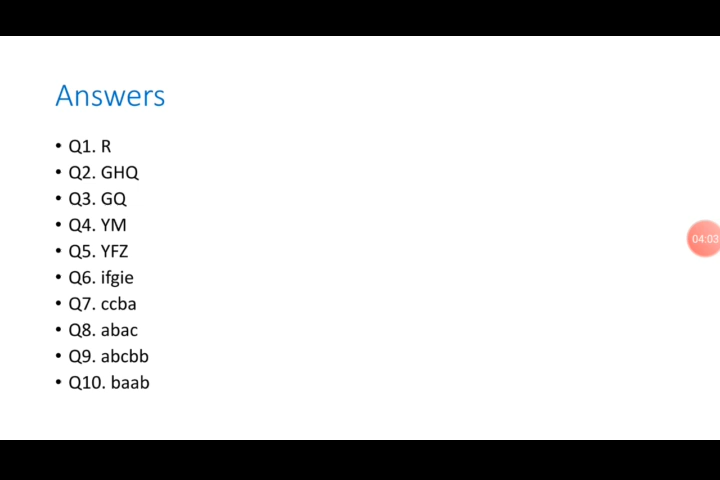 Answers
• Q1. R
• Q2. GHQ
• Q3. GQ
• Q4. YM
• Q5. YFZ
• Q6. ifgie
• Q7. ccba
• Q8. abac
• Q9. abcbb
• Q10. baab
04:03